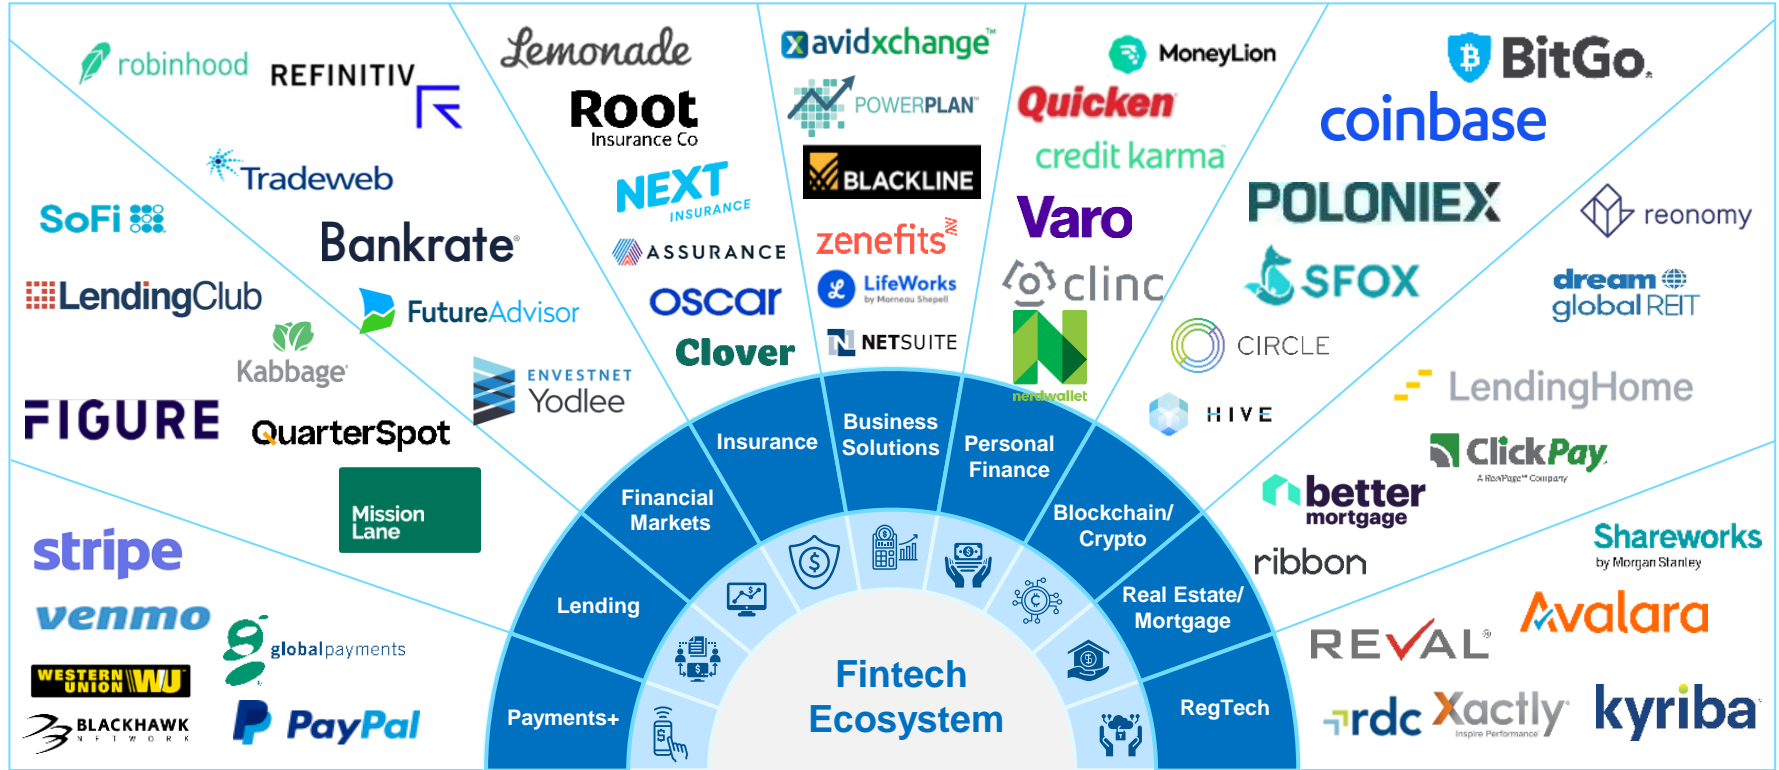 robinhood
REFINITIV
Tradeweb
Bankrate
FutureAdvisor
ENVESTNET
Yodlee
SoFi
LendingClub
Kabbage
FIGURE
QuarterSpot
Mission
Lane
stripe
venmo
globalpayments
WESTERN
UNION WU
BLACKHAWK
NETWORK
PayPal
Lemonade
Root
Insurance Co
NEXT
INSURANCE
ASSURANCE
oscar
Clover
avidxchange™
POWERPLAN
BLACKLINE
zenefits
LifeWorks
by Morneau Shepell
N NETSUITE
MoneyLion
Quicken
credit karma
Varo
clinc
nerdwallet
BitGo
coinbase
POLONIEX
SFOX
CIRCLE
HIVE
reonomy
dream
global REIT
LendingHome
ClickPay
A RealPage™ Company
better
mortgage
ribbon
Shareworks
by Morgan Stanley
Avalara
REVAL®
rdc
Xactly
Inspire Performance
kyriba
Payments+
Lending
Financial
Markets
Insurance
Business
Solutions
Personal
Finance
Blockchain/
Crypto
Real Estate/
Mortgage
RegTech
Fintech
Ecosystem